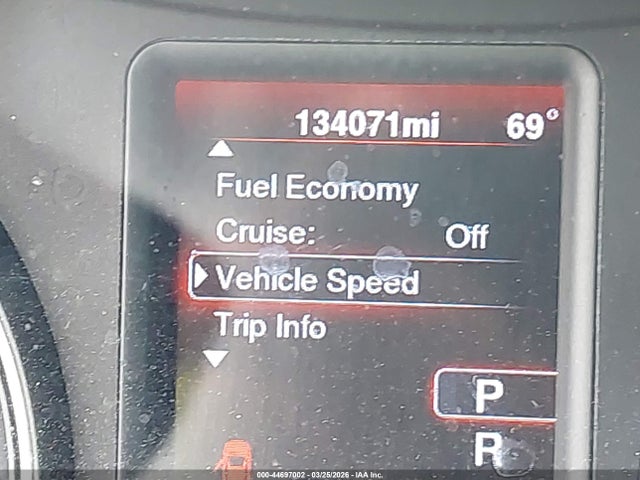 134071mi 69°
Fuel Economy
Cruise: Off
Vehicle Speed
Trip Info
P
R
000-44697002 - 03/25/2026 - IAA Inc.